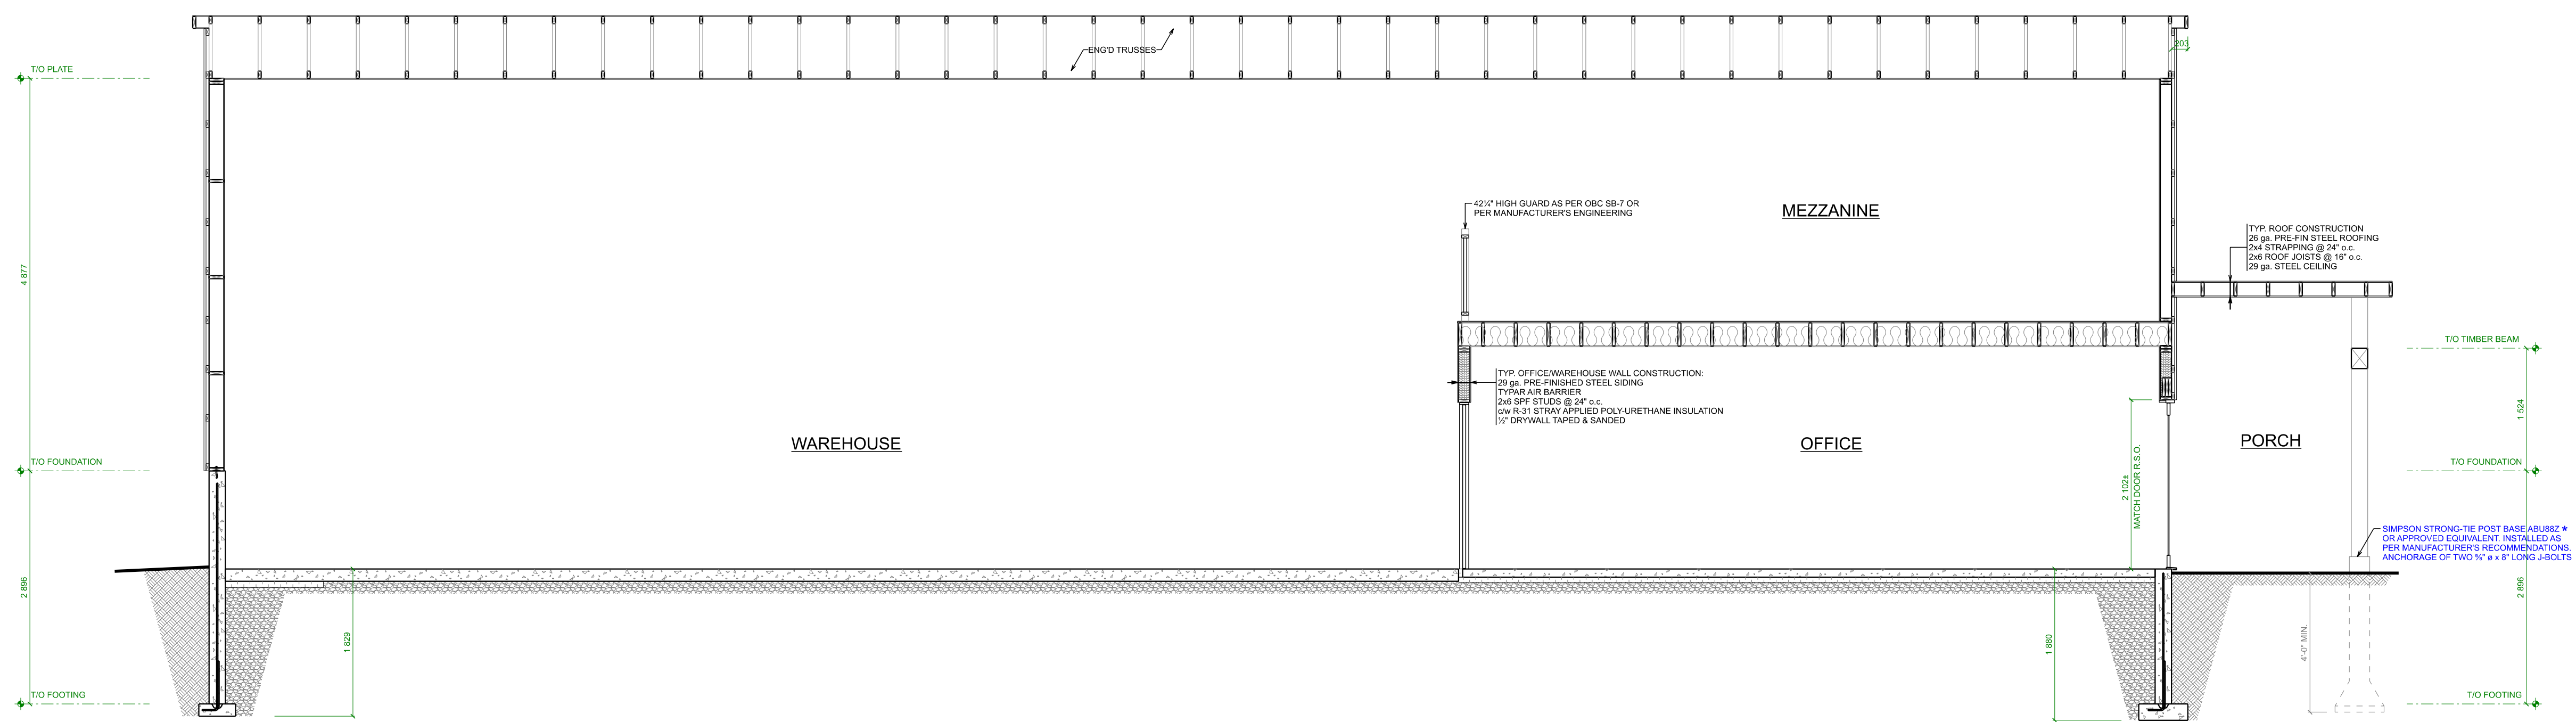 ENG'D TRUSSES
203
T/O PLATE
4 877
42¼" HIGH GUARD AS PER OBC SB-7 OR
PER MANUFACTURER'S ENGINEERING
MEZZANINE
TYP. ROOF CONSTRUCTION
26 ga. PRE-FIN STEEL ROOFING
2x4 STRAPPING @ 24" o.c.
2x6 ROOF JOISTS @ 16" o.c.
29 ga. STEEL CEILING
T/O TIMBER BEAM
TYP. OFFICE/WAREHOUSE WALL CONSTRUCTION:
29 ga. PRE-FINISHED STEEL SIDING
TYPAR AIR BARRIER
2x6 SPF STUDS @ 24" o.c.
c/w R-31 STRAY APPLIED POLY-URETHANE INSULATION
½" DRYWALL TAPED & SANDED
1 524
WAREHOUSE
OFFICE
PORCH
T/O FOUNDATION
T/O FOUNDATION
2 102±
MATCH DOOR R.S.O.
SIMPSON STRONG-TIE POST BASE ABU88Z *
OR APPROVED EQUIVALENT. INSTALLED AS
PER MANUFACTURER'S RECOMMENDATIONS.
ANCHORAGE OF TWO ⅝" ø x 8" LONG J-BOLTS
2 896
2 896
1 829
1 880
4'-0" MIN.
T/O FOOTING
T/O FOOTING